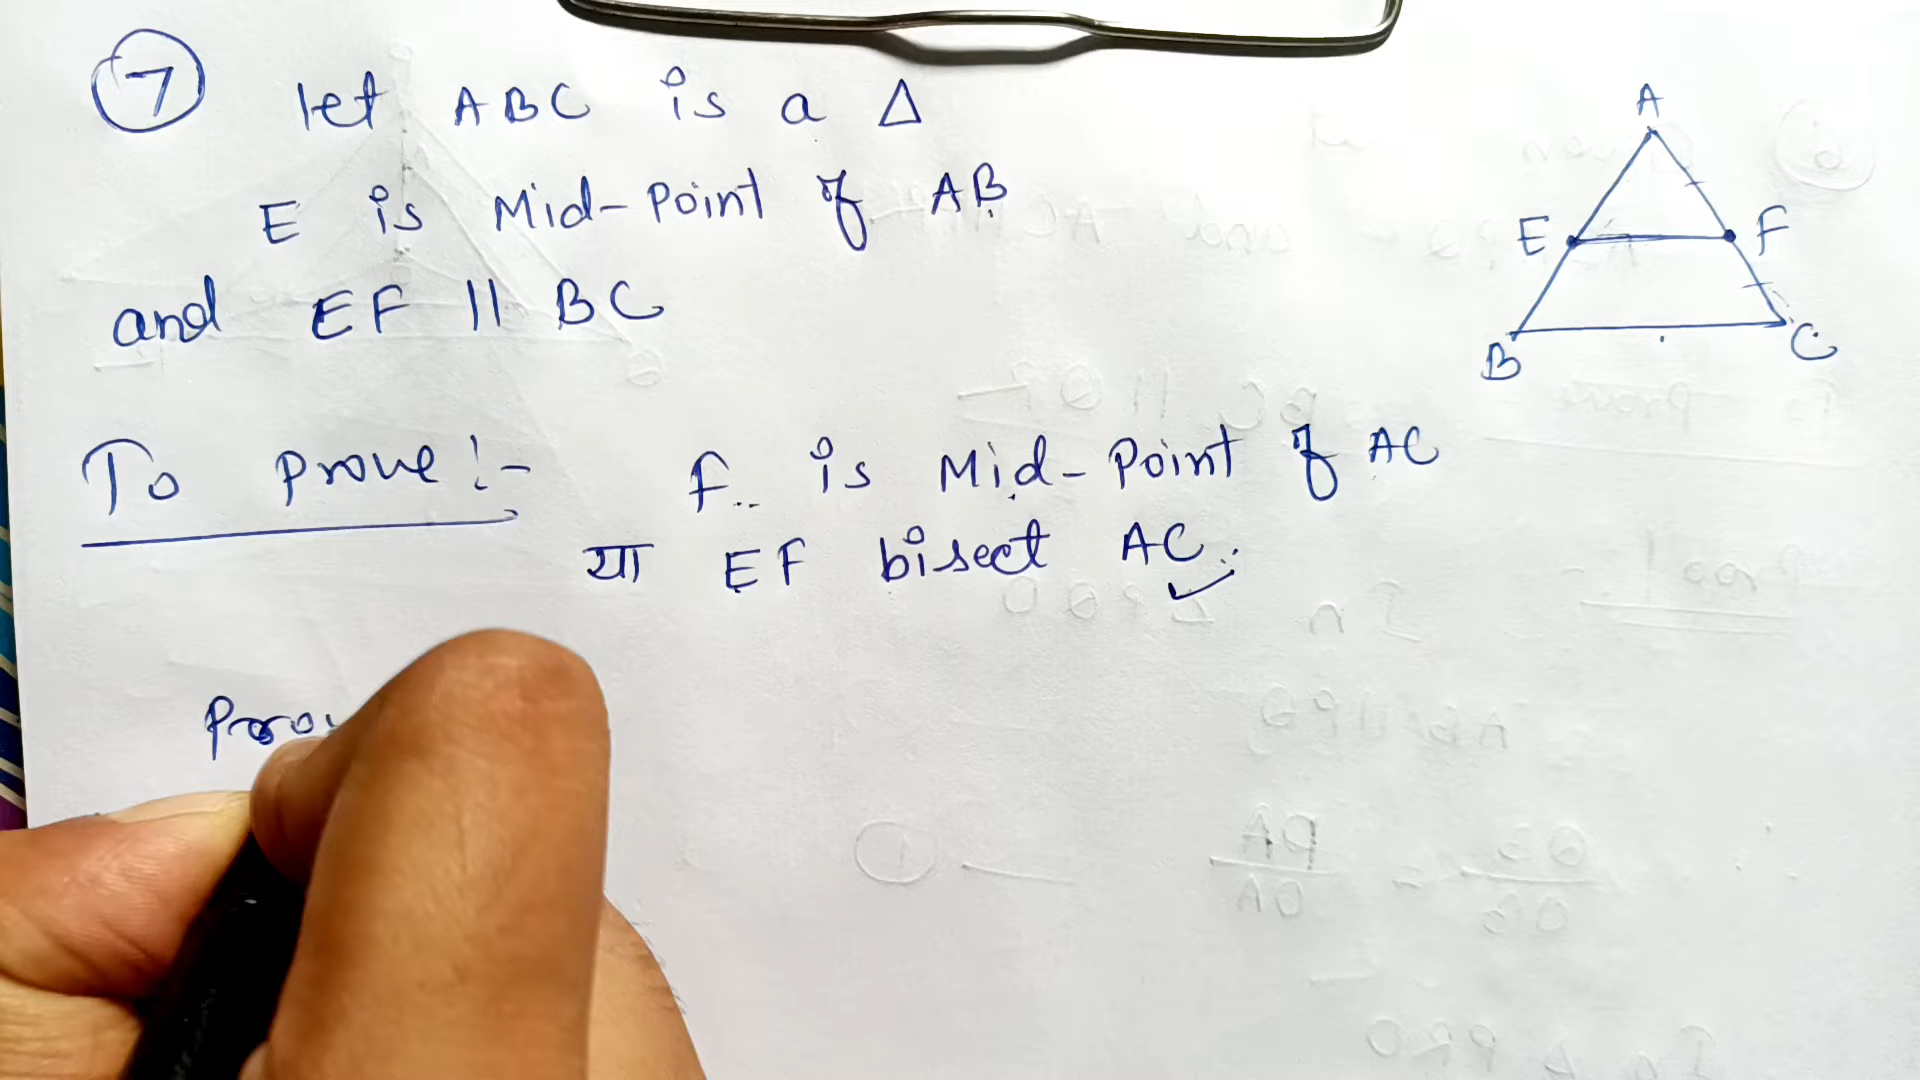 7 let ABC is a Δ
E is Mid-Point of AB
and EF || BC
To prove :-
F is Mid-Point of AC
या EF bisect AC
A
E F
B C